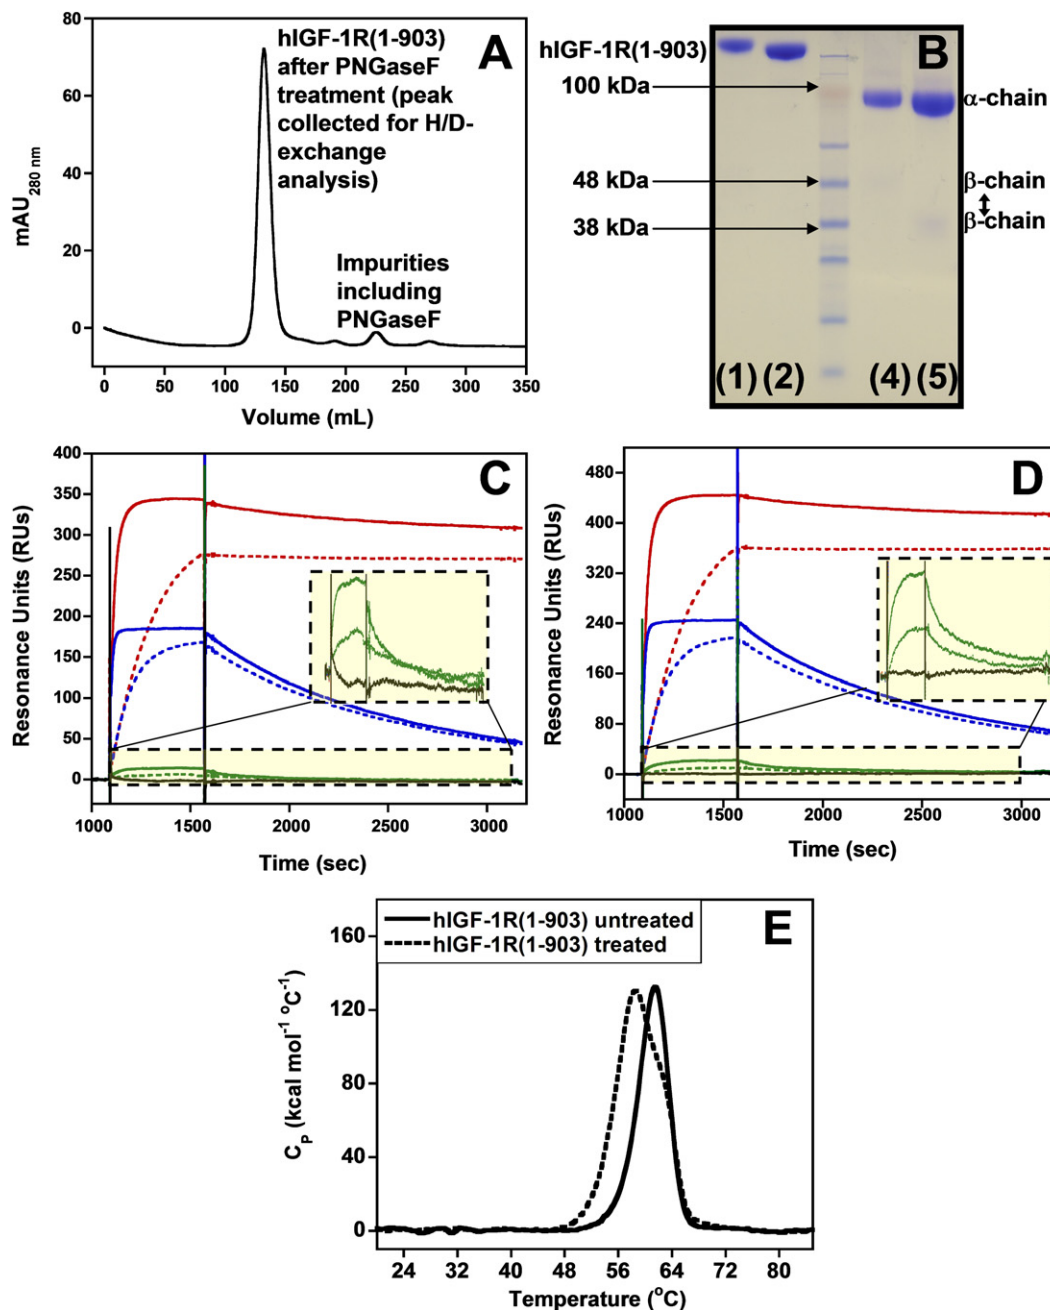 A
80
60
40
20
0
mAU280 nm
hIGF-1R(1-903)
after PNGaseF
treatment (peak
collected for H/D-
exchange
analysis)
Impurities
including
PNGaseF
0 50 100 150 200 250 300 350
Volume (mL)
B
hIGF-1R(1-903)
100 kDa
48 kDa
38 kDa
α-chain
β-chain
β-chain
(1) (2) (4) (5)
C
400
350
300
250
200
150
100
50
0
Resonance Units (RUs)
1000 1500 2000 2500 3000
Time (sec)
D
480
400
320
240
160
80
0
Resonance Units (RUs)
1000 1500 2000 2500 3000
Time (sec)
E
hIGF-1R(1-903) untreated
hIGF-1R(1-903) treated
160
120
80
40
0
CP (kcal mol-1 oC-1)
24 32 40 48 56 64 72 80
Temperature (oC)